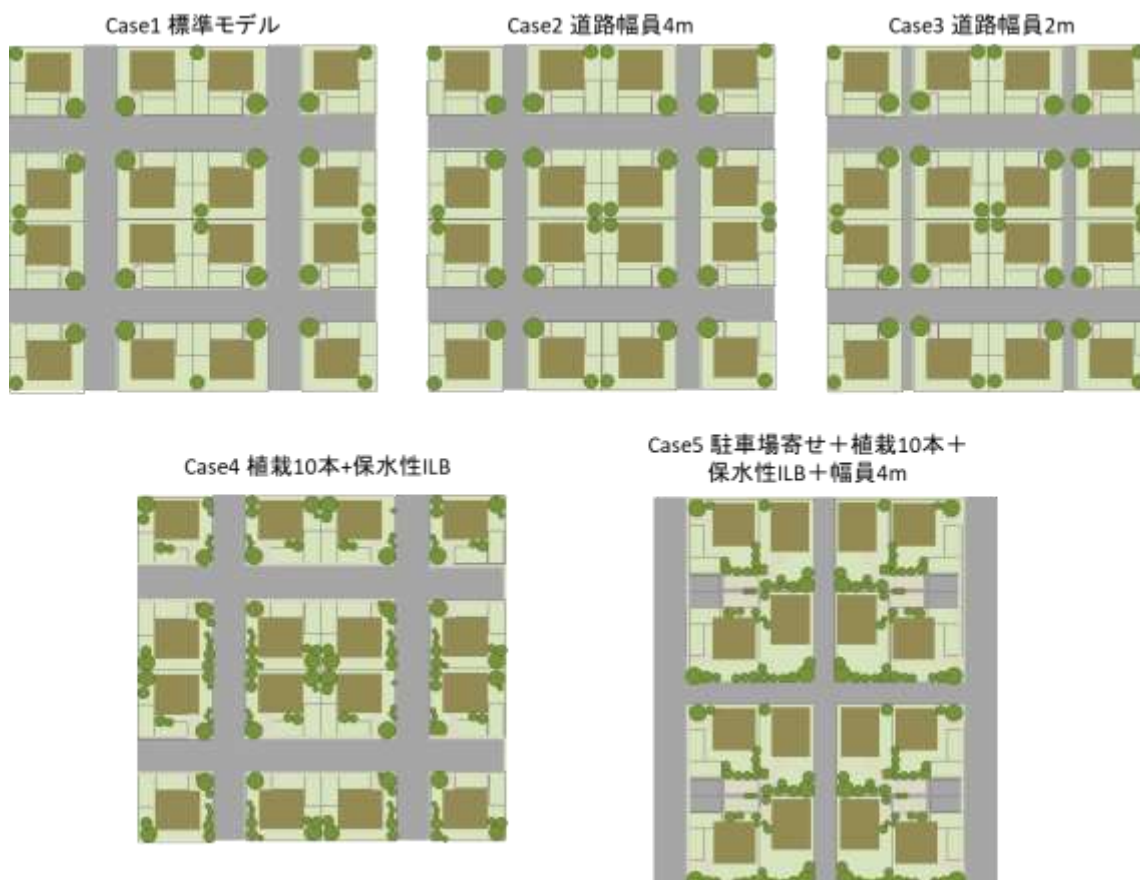 Case1 標準モデル
Case2 道路幅員4m
Case3 道路幅員2m
Case4 植栽10本+保水性ILB
Case5 駐車場寄せ+植栽10本+
保水性ILB+幅員4m